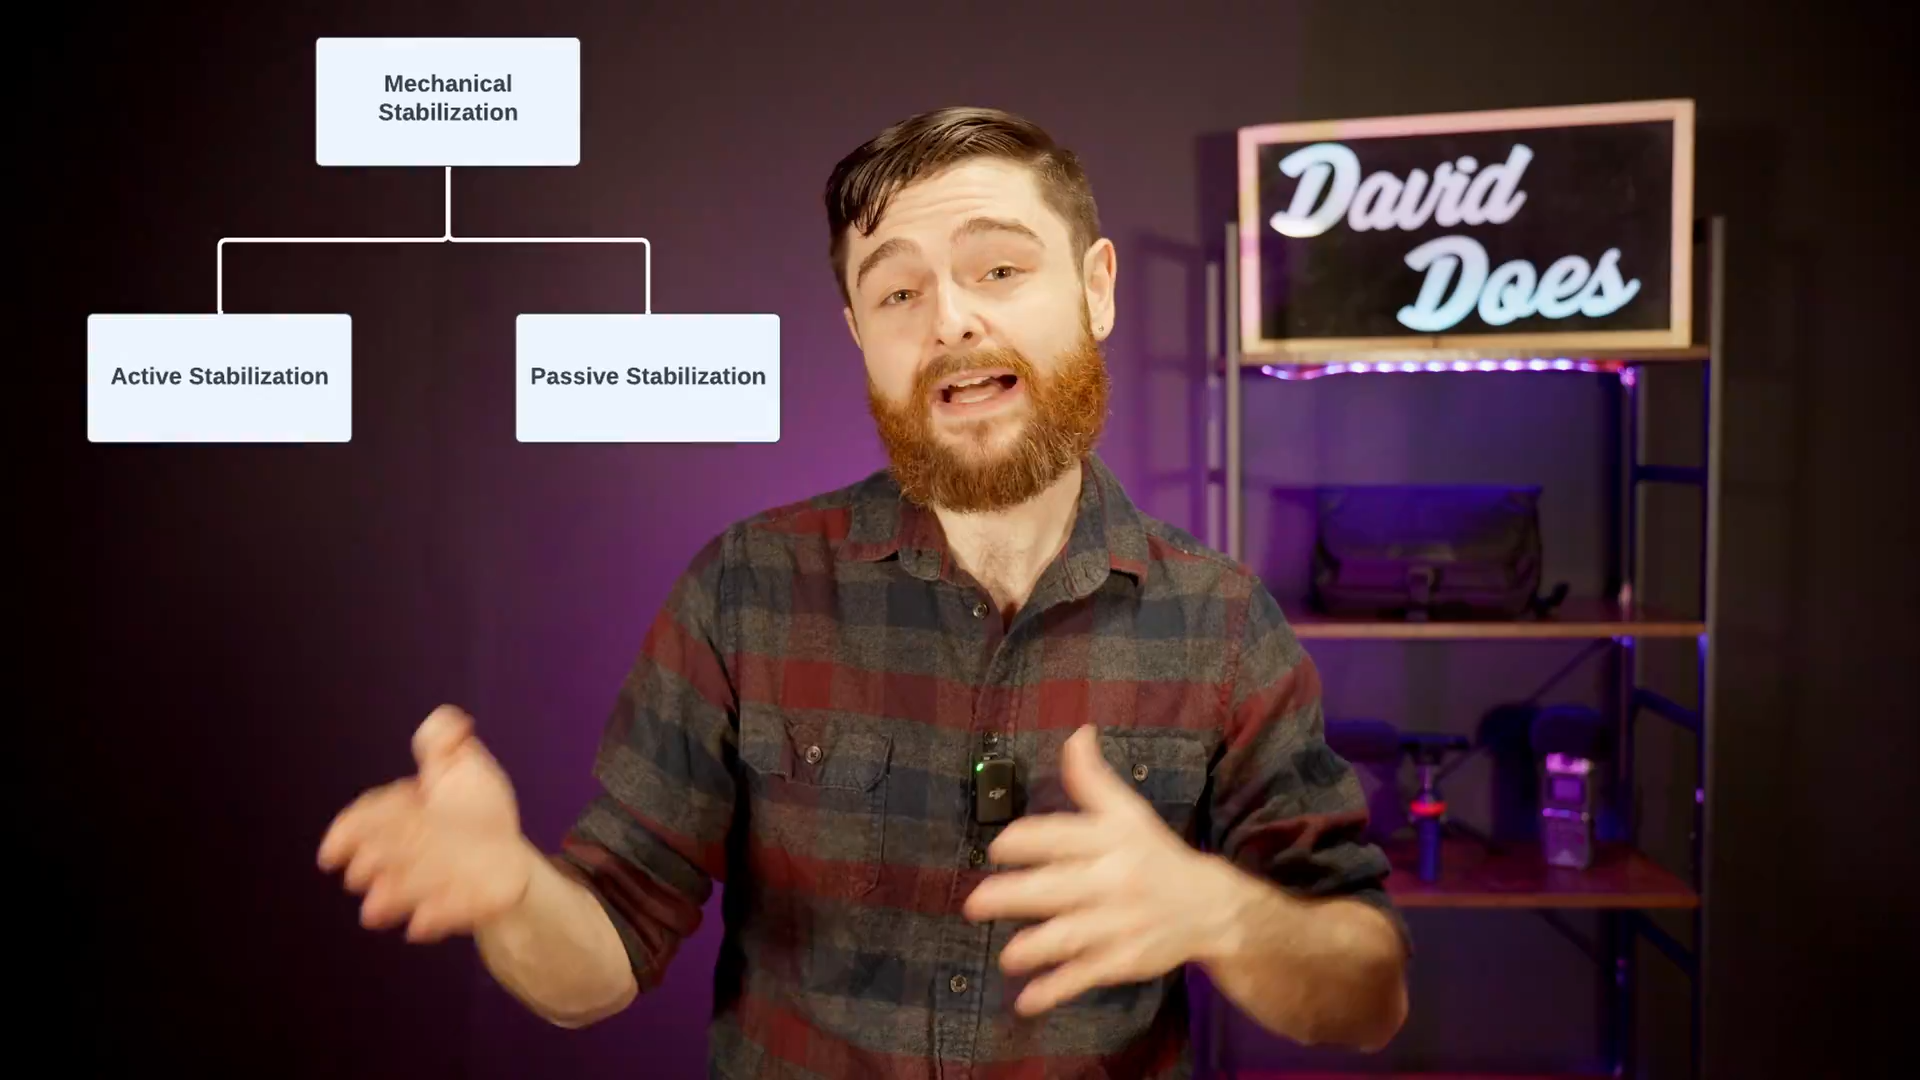 Mechanical
Stabilization
Active Stabilization
Passive Stabilization
David
Does